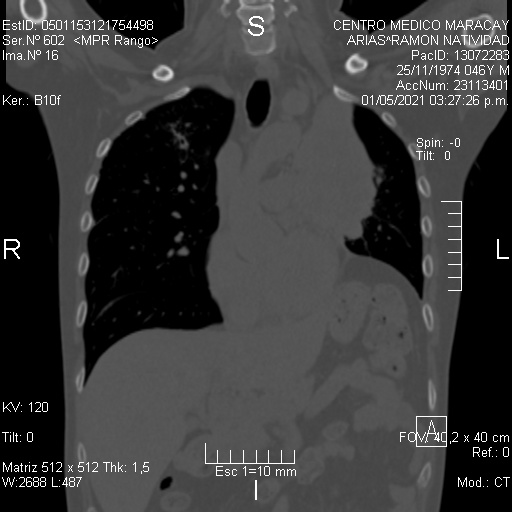 EstID: 0501153121754498
Ser.Nº 602 <MPR Rango>
Ima.Nº 16
S
CENTRO MEDICO MARACAY
ARIAS^RAMON NATIVIDAD
PacID: 13072283
25/11/1974 046Y M
AccNum: 23113401
01/05/2021 03:27:26 p.m.
Ker.: B10f
Spin: -0
Tilt: 0
R
L
KV: 120
Tilt: 0
A
FOV: 40,2 x 40 cm
Ref.: 0
Matriz 512 x 512 Thk: 1,5
W:2688 L:487
Esc 1=10 mm
I
Mod.: CT